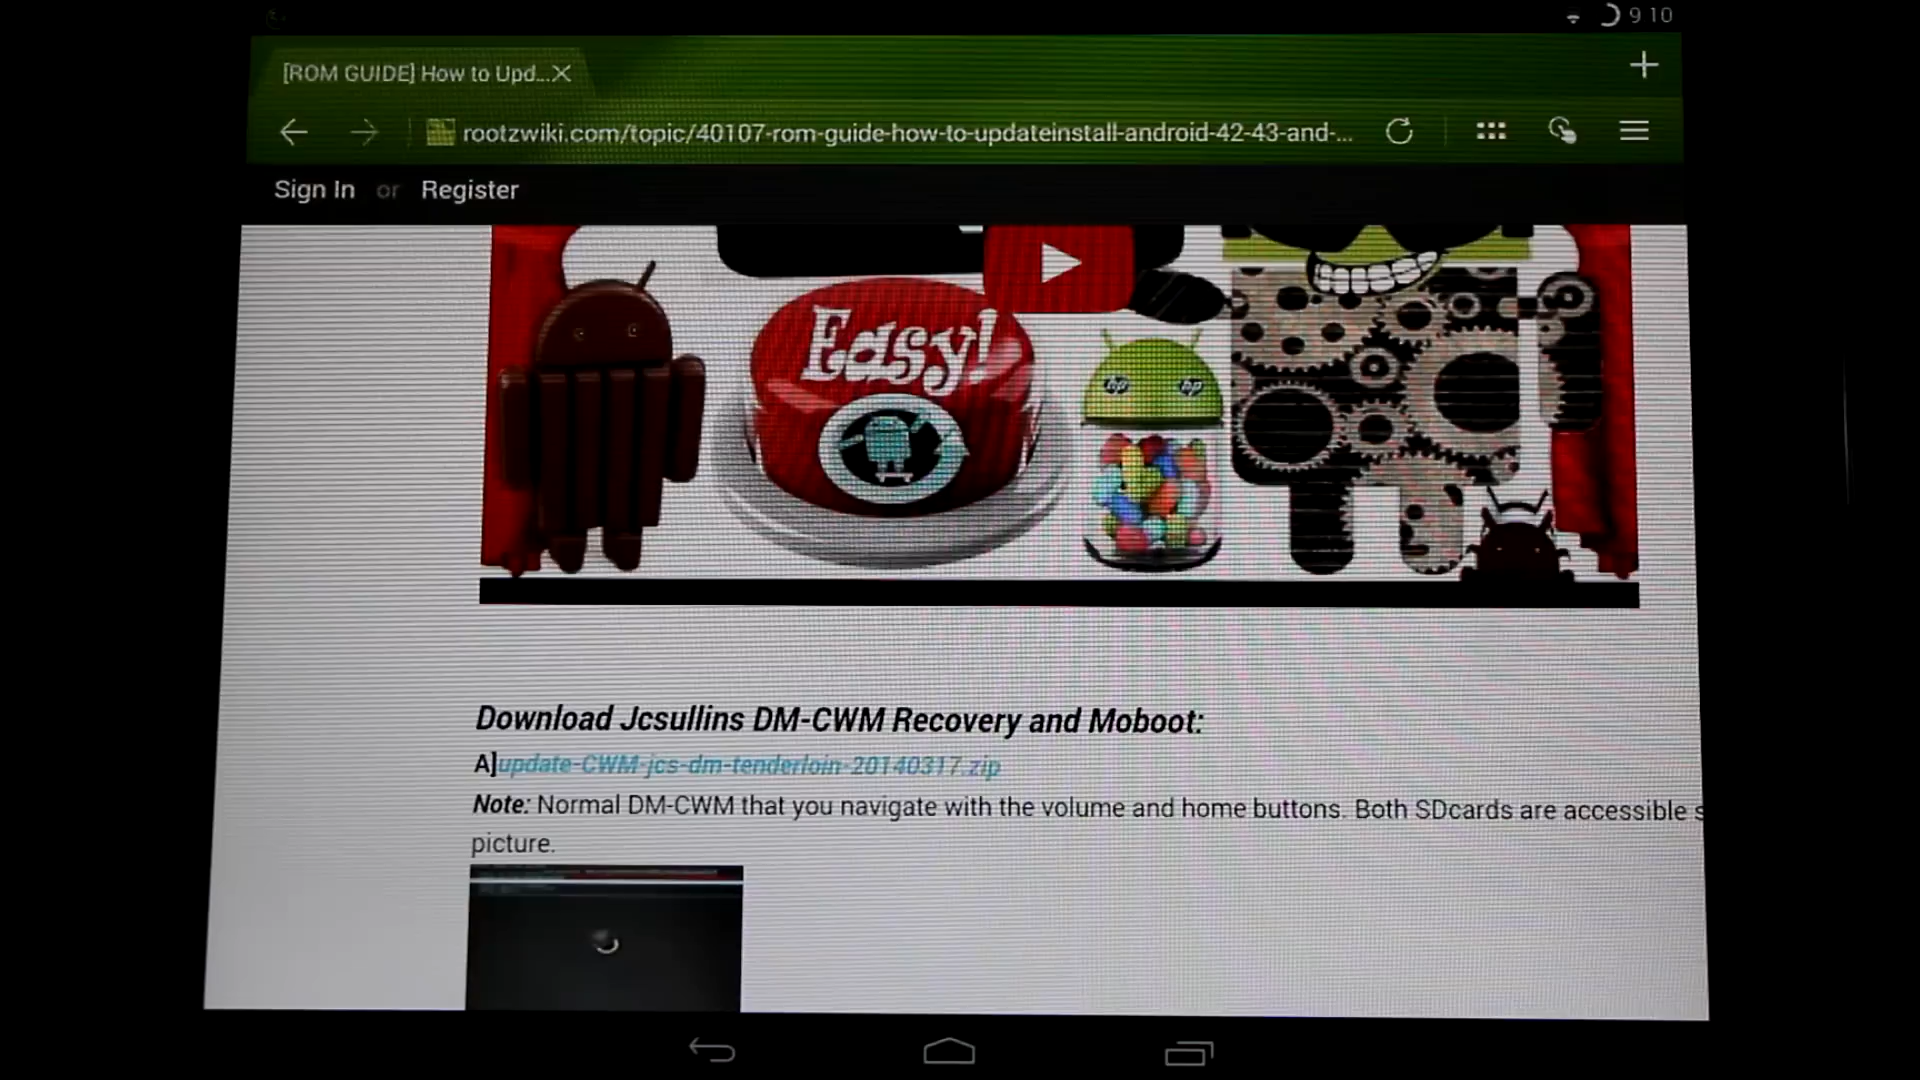 9 10
[ROM GUIDE] How to Upd...
rootzwiki.com/topic/40107-rom-guide-how-to-updateinstall-android-42-43-and-...
Sign In or Register
Easy!
hp hp
Download Jcsullins DM-CWM Recovery and Moboot:
A]update-CWM-jcs-dm-tenderloin-20140317.zip
Note: Normal DM-CWM that you navigate with the volume and home buttons. Both SDcards are accessible s
picture.